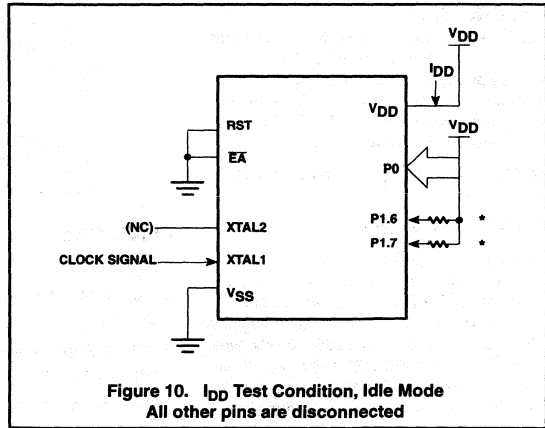 VDD
IDD
VDD
VDD
RST
EA
P0
P1.6 *
(NC) XTAL2
P1.7 *
CLOCK SIGNAL XTAL1
VSS
Figure 10. IDD Test Condition, Idle Mode
All other pins are disconnected